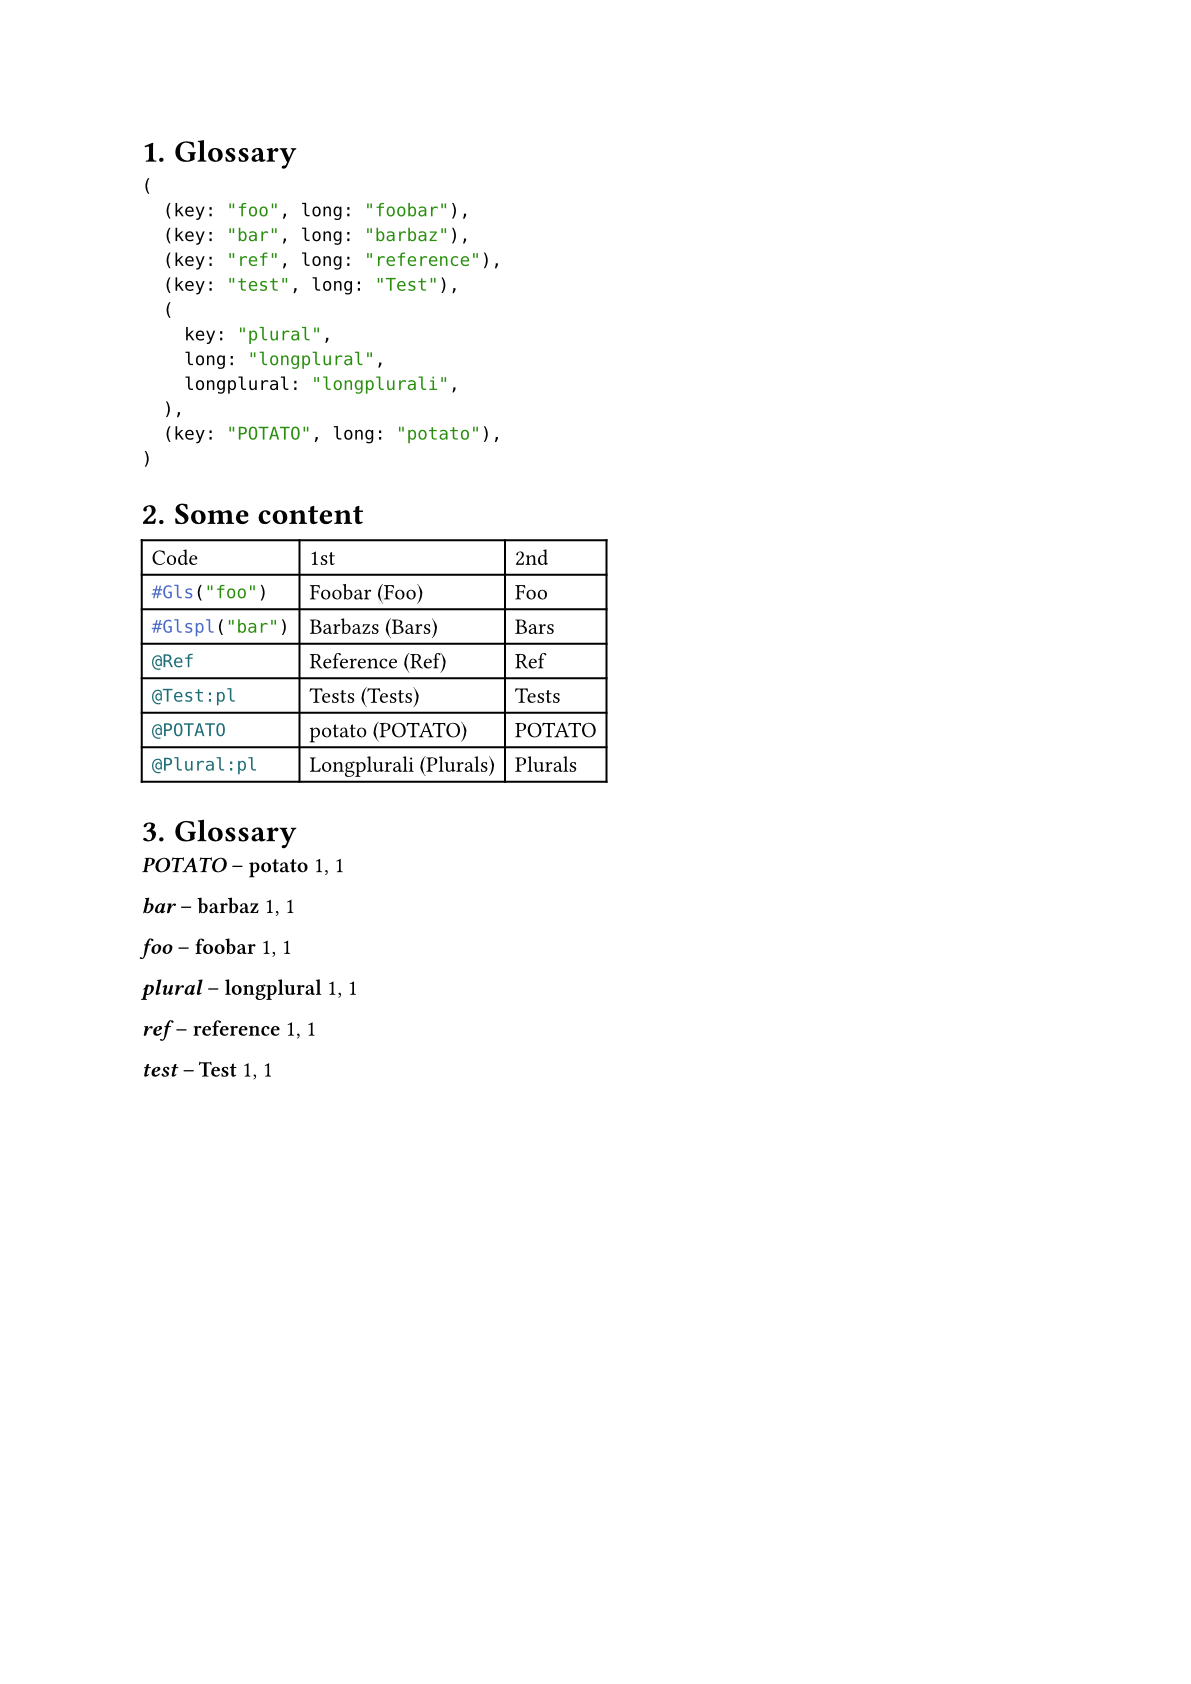 1. Glossary
(
  (key: "foo", long: "foobar"),
  (key: "bar", long: "barbaz"),
  (key: "ref", long: "reference"),
  (key: "test", long: "Test"),
  (
    key: "plural",
    long: "longplural",
    longplural: "longplurali",
  ),
  (key: "POTATO", long: "potato"),
)
2. Some content
Code 1st 2nd
#Gls("foo") Foobar (Foo) Foo
#Glspl("bar") Barbazs (Bars) Bars
@Ref Reference (Ref) Ref
@Test:pl Tests (Tests) Tests
@POTATO potato (POTATO) POTATO
@Plural:pl Longplurali (Plurals) Plurals
3. Glossary
POTATO – potato 1, 1
bar – barbaz 1, 1
foo – foobar 1, 1
plural – longplural 1, 1
ref – reference 1, 1
test – Test 1, 1